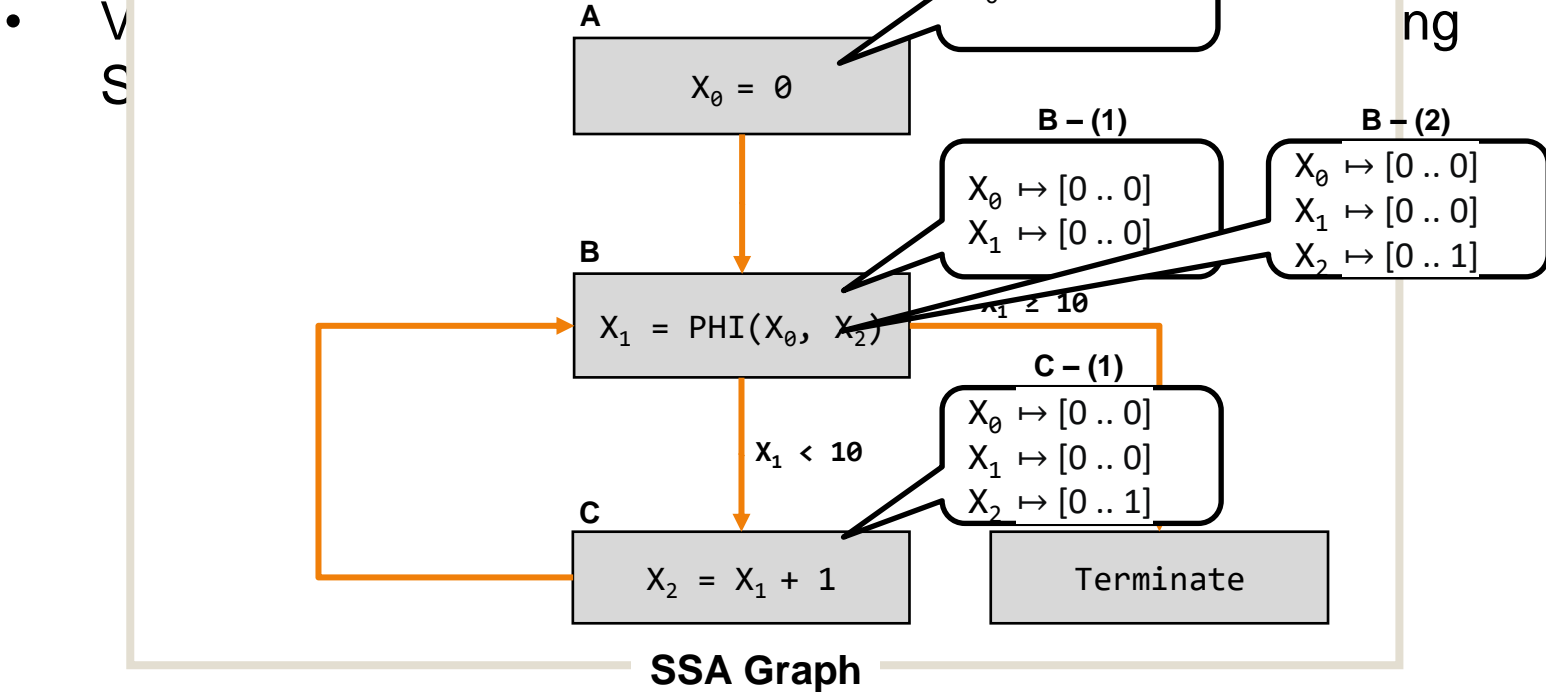 •
ng
A
X₀ = 0
B – (1)
B – (2)
X₀ ↦ [0 .. 0]
X₁ ↦ [0 .. 0]
X₀ ↦ [0 .. 0]
X₁ ↦ [0 .. 0]
X₂ ↦ [0 .. 1]
B
X₁ = PHI(X₀, X₂)
X₁ ≥ 10
C – (1)
X₀ ↦ [0 .. 0]
X₁ ↦ [0 .. 0]
X₂ ↦ [0 .. 1]
X₁ < 10
C
X₂ = X₁ + 1
Terminate
SSA Graph